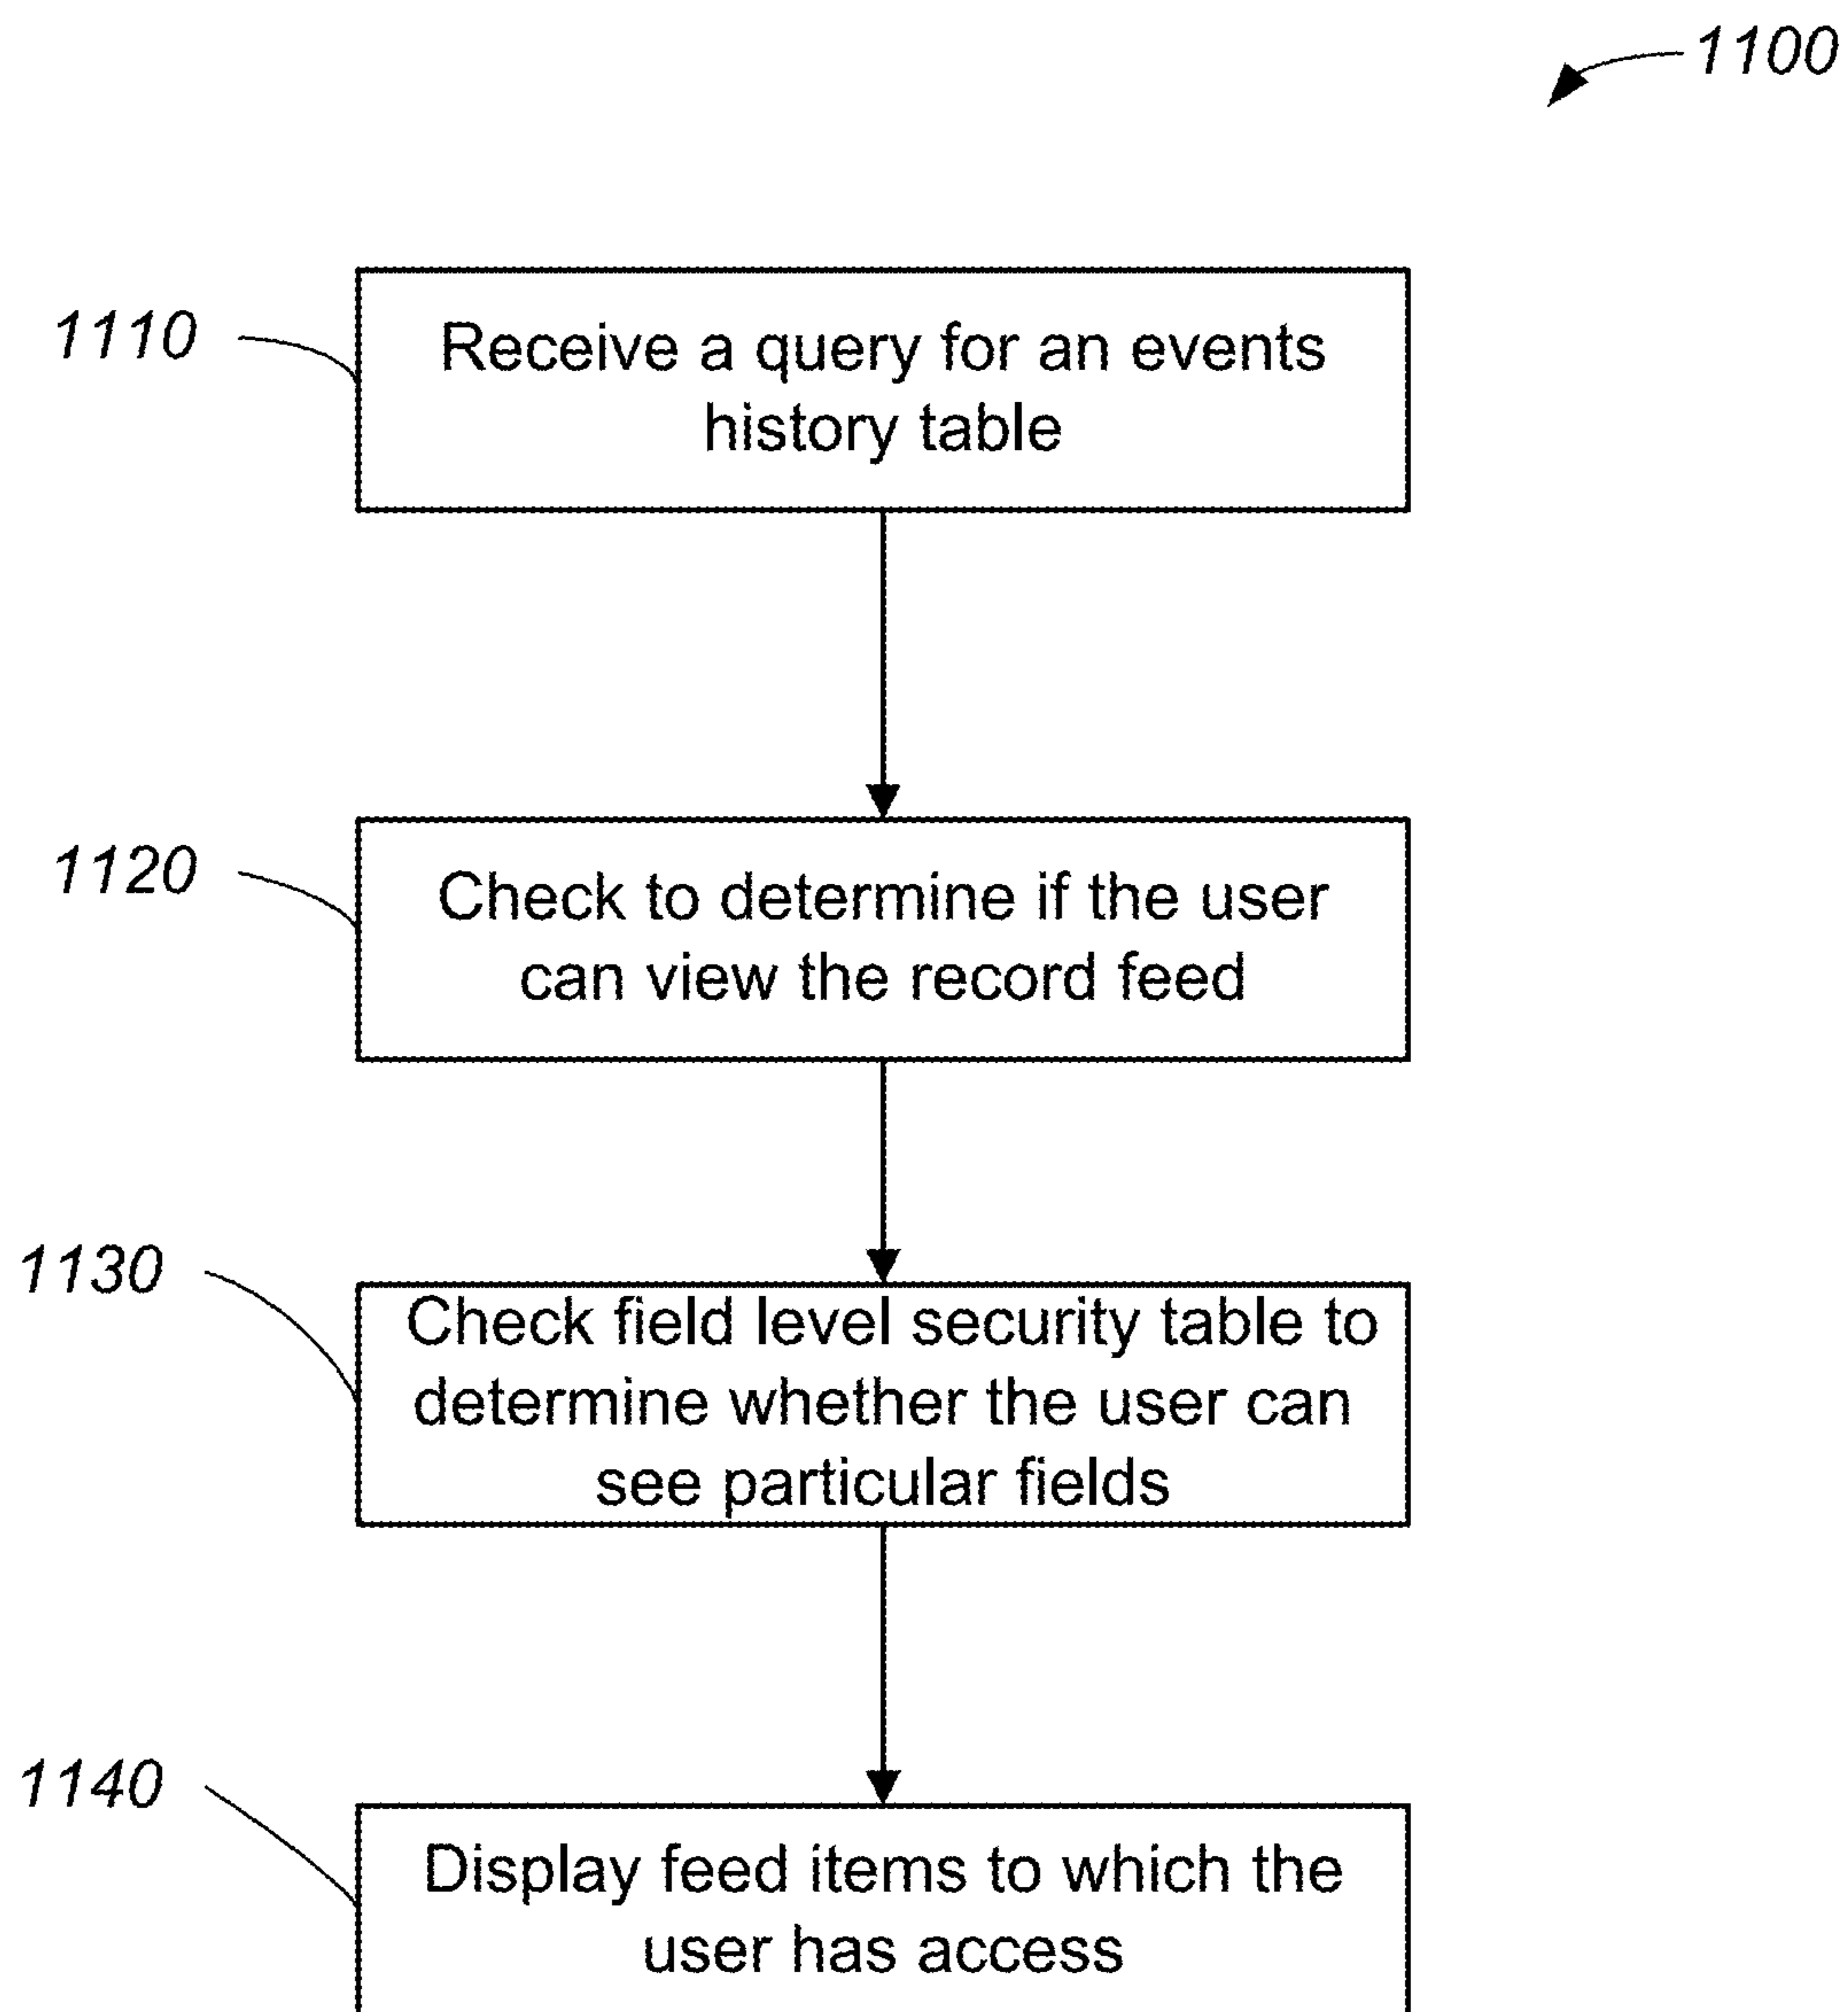 1100
1110
Receive a query for an events
history table
1120
Check to determine if the user
can view the record feed
1130
Check field level security table to
determine whether the user can
see particular fields
1140
Display feed items to which the
user has access